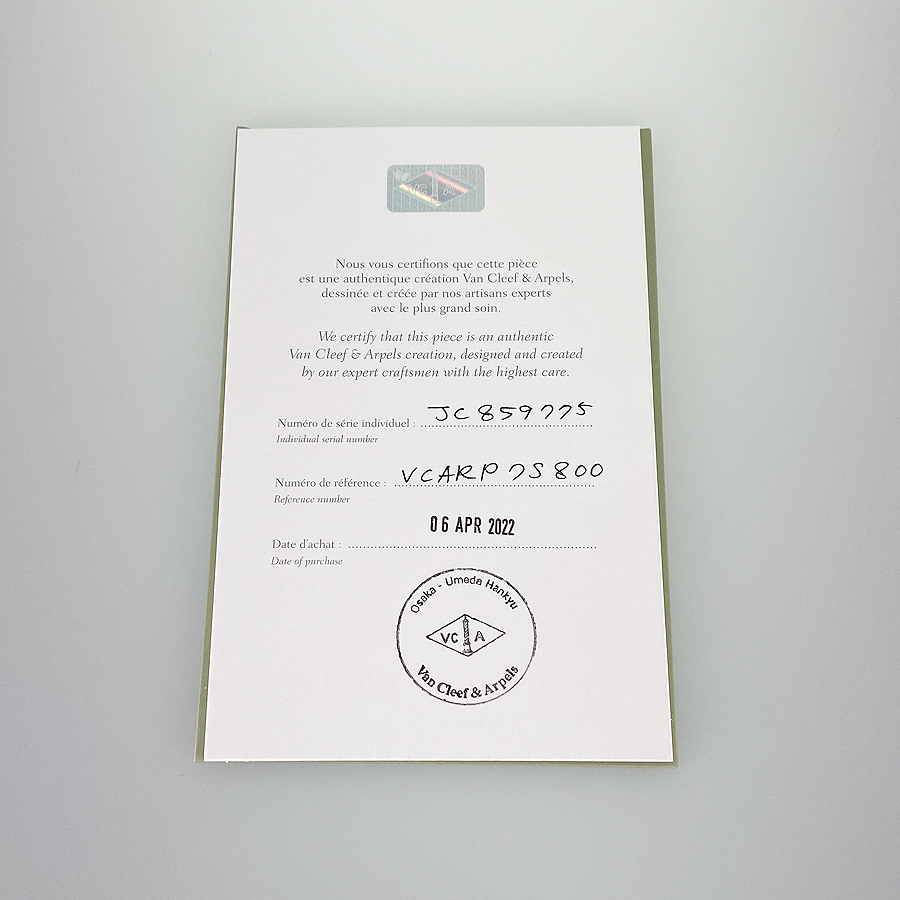 VC A
Nous vous certifions que cette pièce
est une authentique création Van Cleef & Arpels,
dessinée et créée par nos artisans experts
avec le plus grand soin.
We certify that this piece is an authentic
Van Cleef & Arpels creation, designed and created
by our expert craftsmen with the highest care.
Numéro de série individuel : JC859775
Individual serial number
Numéro de référence : VCARP7S800
Reference number
06 APR 2022
Date d'achat :
Date of purchase
Osaka - Umeda Hankyu
VC A
Van Cleef & Arpels